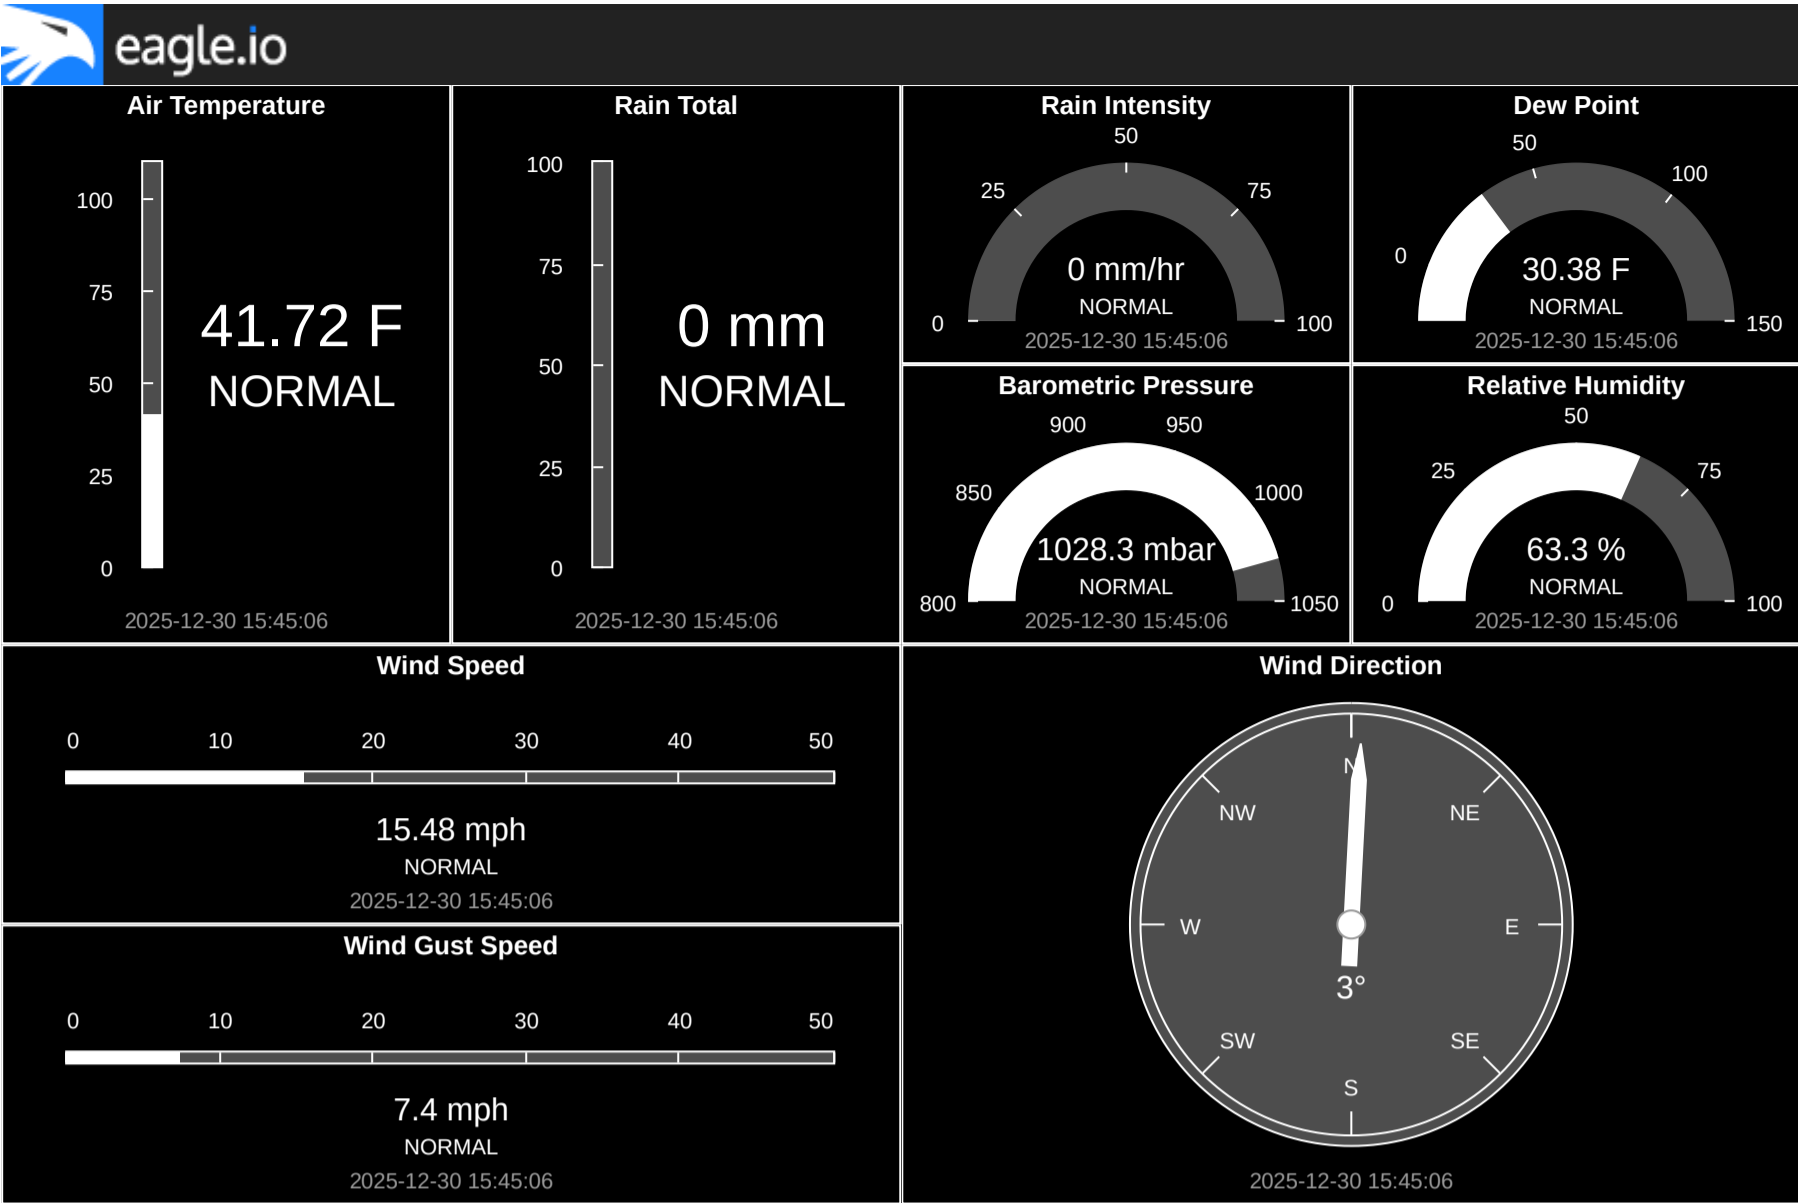 eagle.io
Air Temperature
100
75
50
25
0
41.72 F
NORMAL
2025-12-30 15:45:06
Rain Total
100
75
50
25
0
0 mm
NORMAL
2025-12-30 15:45:06
Rain Intensity
50
25
75
0
100
0 mm/hr
NORMAL
2025-12-30 15:45:06
Dew Point
50
100
0
150
30.38 F
NORMAL
2025-12-30 15:45:06
Barometric Pressure
900
950
850
1000
800
1050
1028.3 mbar
NORMAL
2025-12-30 15:45:06
Relative Humidity
50
25
75
0
100
63.3 %
NORMAL
2025-12-30 15:45:06
Wind Speed
0 10 20 30 40 50
15.48 mph
NORMAL
2025-12-30 15:45:06
Wind Gust Speed
0 10 20 30 40 50
7.4 mph
NORMAL
2025-12-30 15:45:06
Wind Direction
N
NW
NE
W
E
3°
SW
SE
S
2025-12-30 15:45:06